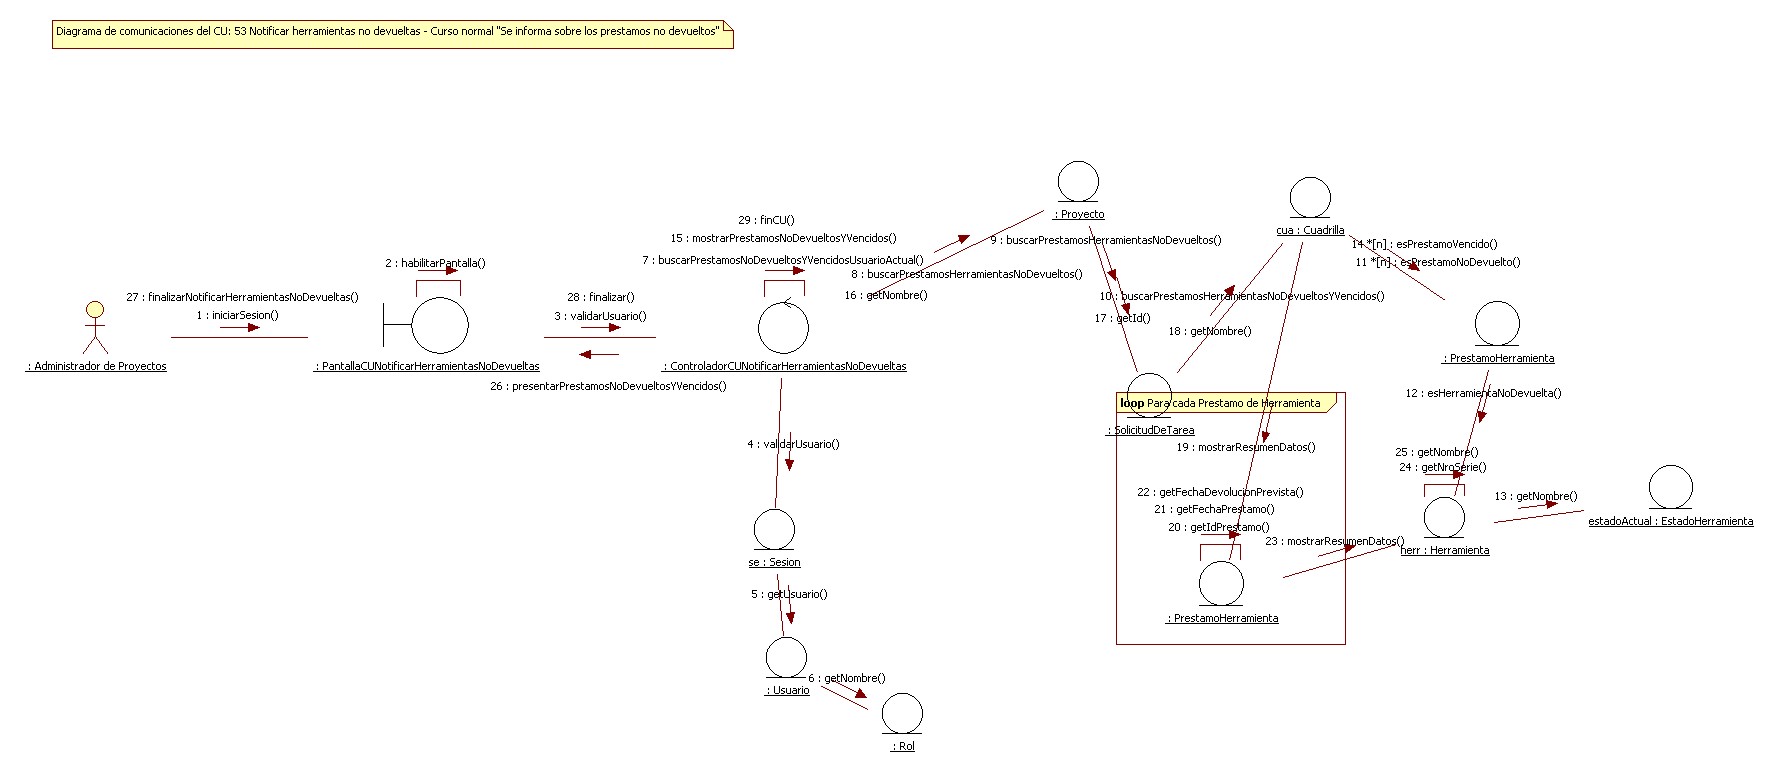 Diagrama de comunicaciones del CU: 53 Notificar herramientas no devueltas - Curso normal "Se informa sobre los prestamos no devueltos"
: Proyecto
cua : Cuadrilla
29 : finCU()
15 : mostrarPrestamosNoDevueltosYVencidos()
7 : buscarPrestamosNoDevueltosYVencidosUsuarioActual()
9 : buscarPrestamosHerramientasNoDevueltos()
14 *[n] : esPrestamoVencido()
11 *[n] : esPrestamoNoDevuelto()
2 : habilitarPantalla()
8 : buscarPrestamosHerramientasNoDevueltos()
16 : getNombre()
10 : buscarPrestamosHerramientasNoDevueltosYVencidos()
27 : finalizarNotificarHerramientasNoDevueltas()
1 : iniciarSesion()
28 : finalizar()
3 : validarUsuario()
17 : getId()
18 : getNombre()
: Administrador de Proyectos
: PantallaCUNotificarHerramientasNoDevueltas
: ControladorCUNotificarHerramientasNoDevueltas
: PrestamoHerramienta
26 : presentarPrestamosNoDevueltosYVencidos()
12 : esHerramientaNoDevuelta()
loop Para cada Prestamo de Herramienta
: SolicitudDeTarea
4 : validarUsuario()
19 : mostrarResumenDatos()
25 : getNombre()
24 : getNroSerie()
22 : getFechaDevolucionPrevista()
21 : getFechaPrestamo()
20 : getIdPrestamo()
13 : getNombre()
estadoActual : EstadoHerramienta
23 : mostrarResumenDatos()
herr : Herramienta
se : Sesion
5 : getUsuario()
: PrestamoHerramienta
6 : getNombre()
: Usuario
: Rol